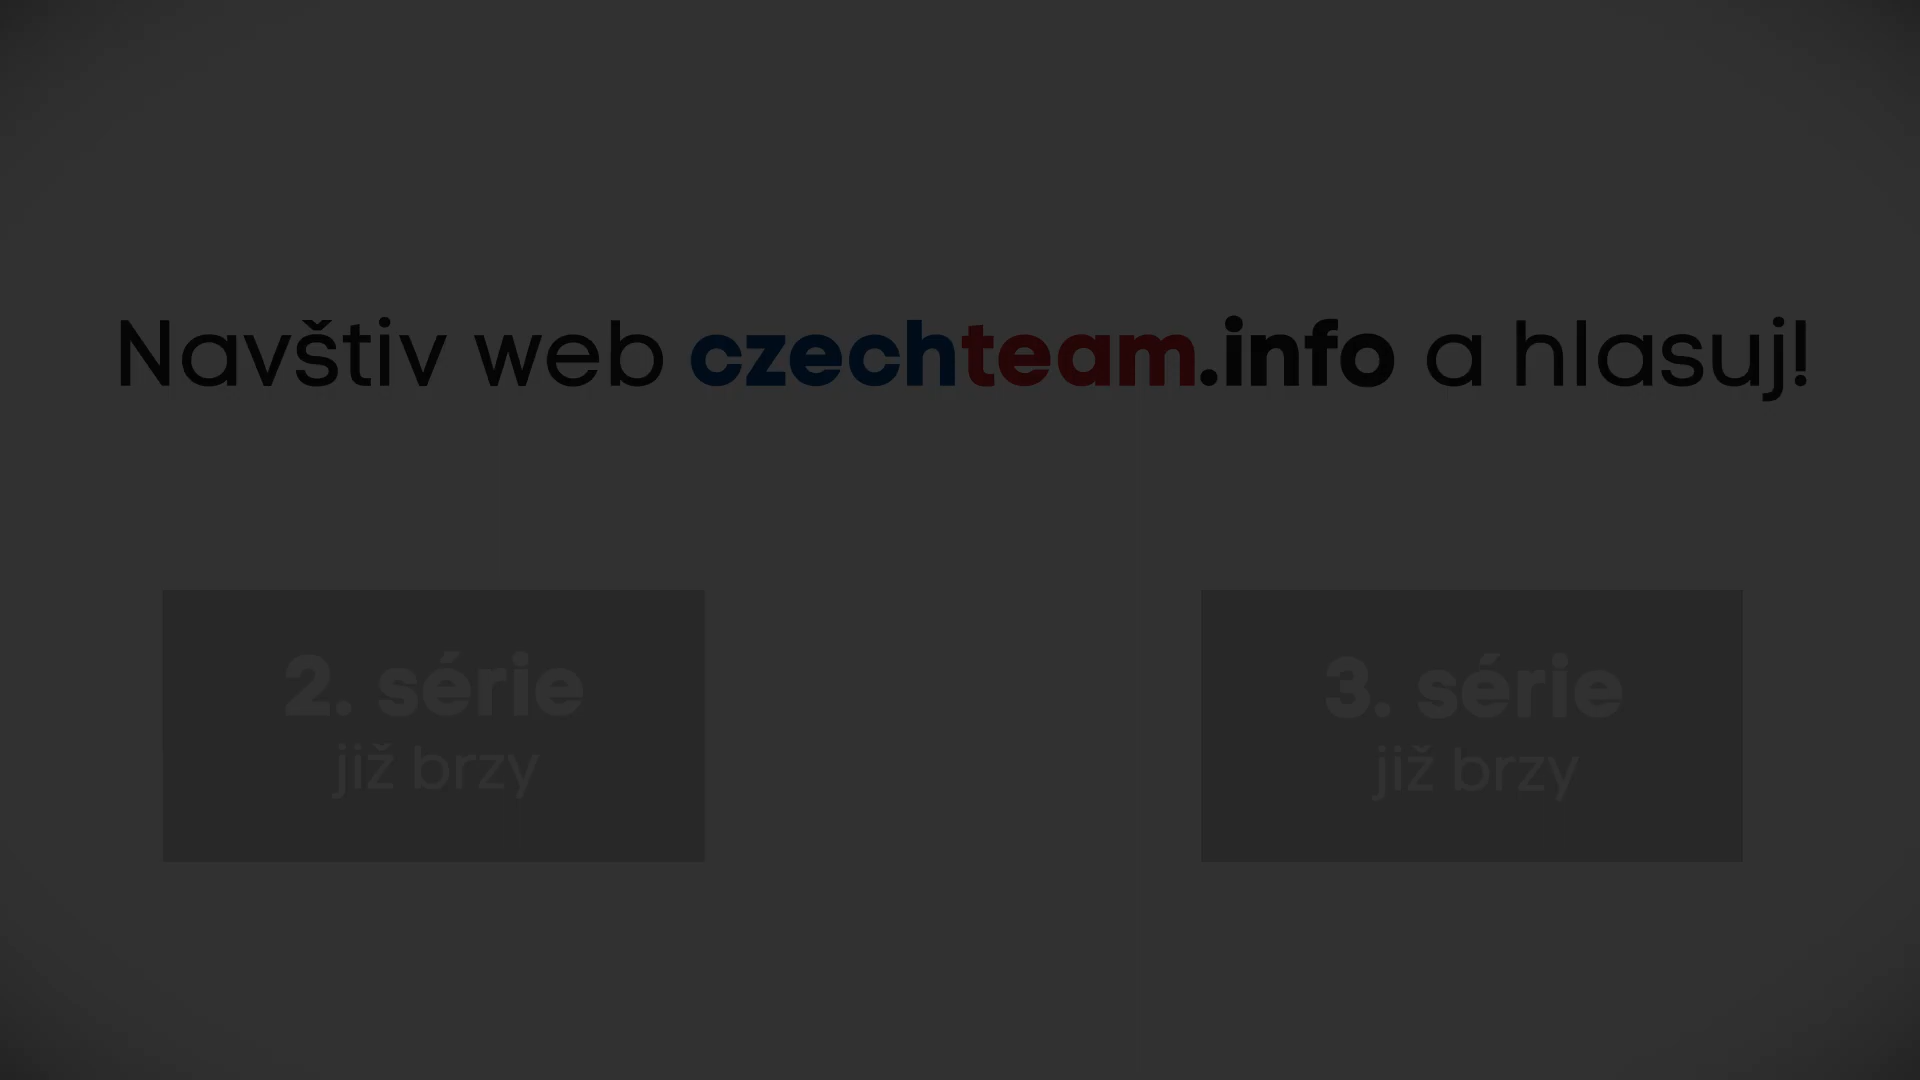 Navštiv web czechteam.info a hlasuj!
2. série
již brzy
3. série
již brzy